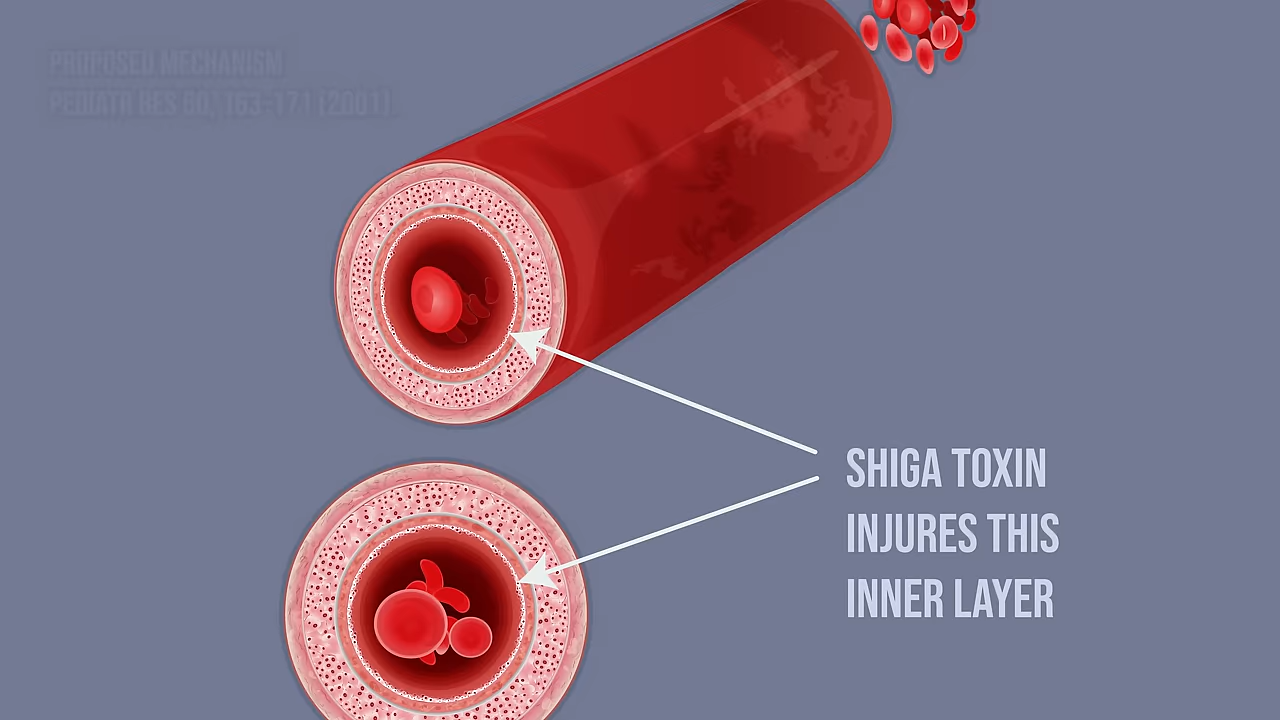 PROPOSED MECHANISM
PEDIATR RES 50, 163-171 (2001).
SHIGA TOXIN
INJURES THIS
INNER LAYER